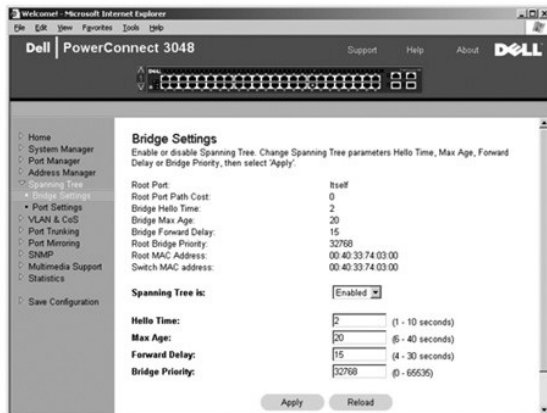 Welcome! - Microsoft Internet Explorer
File Edit View Favorites Tools Help
Dell | PowerConnect 3048
Support Help About DELL
Home
System Manager
Port Manager
Address Manager
Spanning Tree
Bridge Settings
Port Settings
VLAN & CoS
Port Trunking
Port Mirroring
SNMP
Multimedia Support
Statistics
Save Configuration
Bridge Settings
Enable or disable Spanning Tree. Change Spanning Tree parameters Hello Time, Max Age, Forward
Delay or Bridge Priority, then select 'Apply'.
Root Port: Itself
Root Port Path Cost: 0
Bridge Hello Time: 2
Bridge Max Age: 20
Bridge Forward Delay: 15
Root Bridge Priority: 32768
Root MAC Address: 00:40:33:74:03:00
Switch MAC address: 00:40:33:74:03:00
Spanning Tree is: Enabled
Hello Time: 2 (1 - 10 seconds)
Max Age: 20 (6 - 40 seconds)
Forward Delay: 15 (4 - 30 seconds)
Bridge Priority: 32768 (0 - 65535)
Apply Reload